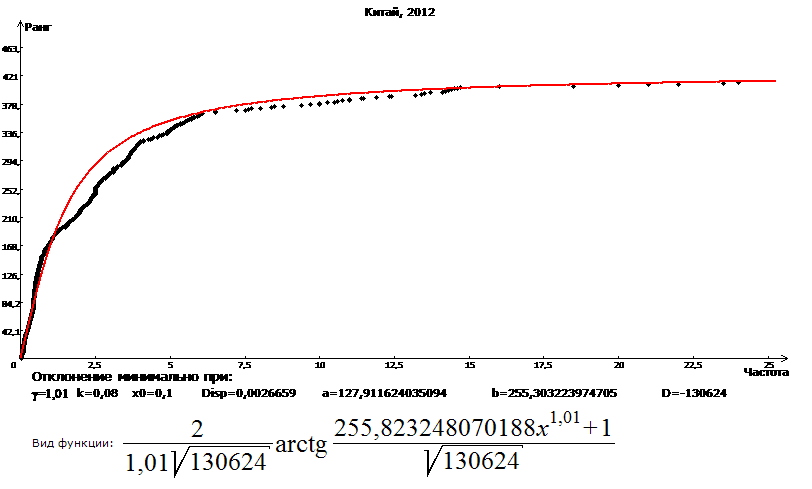 Китай, 2012
Ранг
463,
421
378,
336,
294,
252,
210,
168,
126,
84,2
42,1
0 2,5 5 7,5 10 12,5 15 17,5 20 22,5 25
Частота
Отклонение минимально при:
γ=1,01 k=0,08 x0=0,1 Disp=0,0026659 a=127,911624035094 b=255,303223974705 D=-130624
Вид функции: 2 / 1,01√130624 arctg 255,823248070188x^1,01 + 1 / √130624